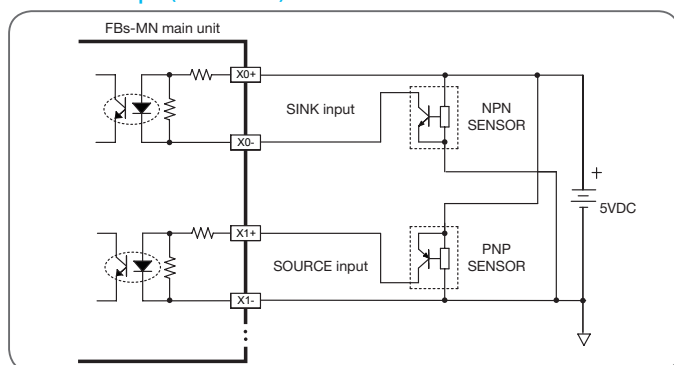 FBs-MN main unit
X0+
SINK input
NPN
SENSOR
X0-
+
5VDC
X1+
SOURCE input
PNP
SENSOR
X1-